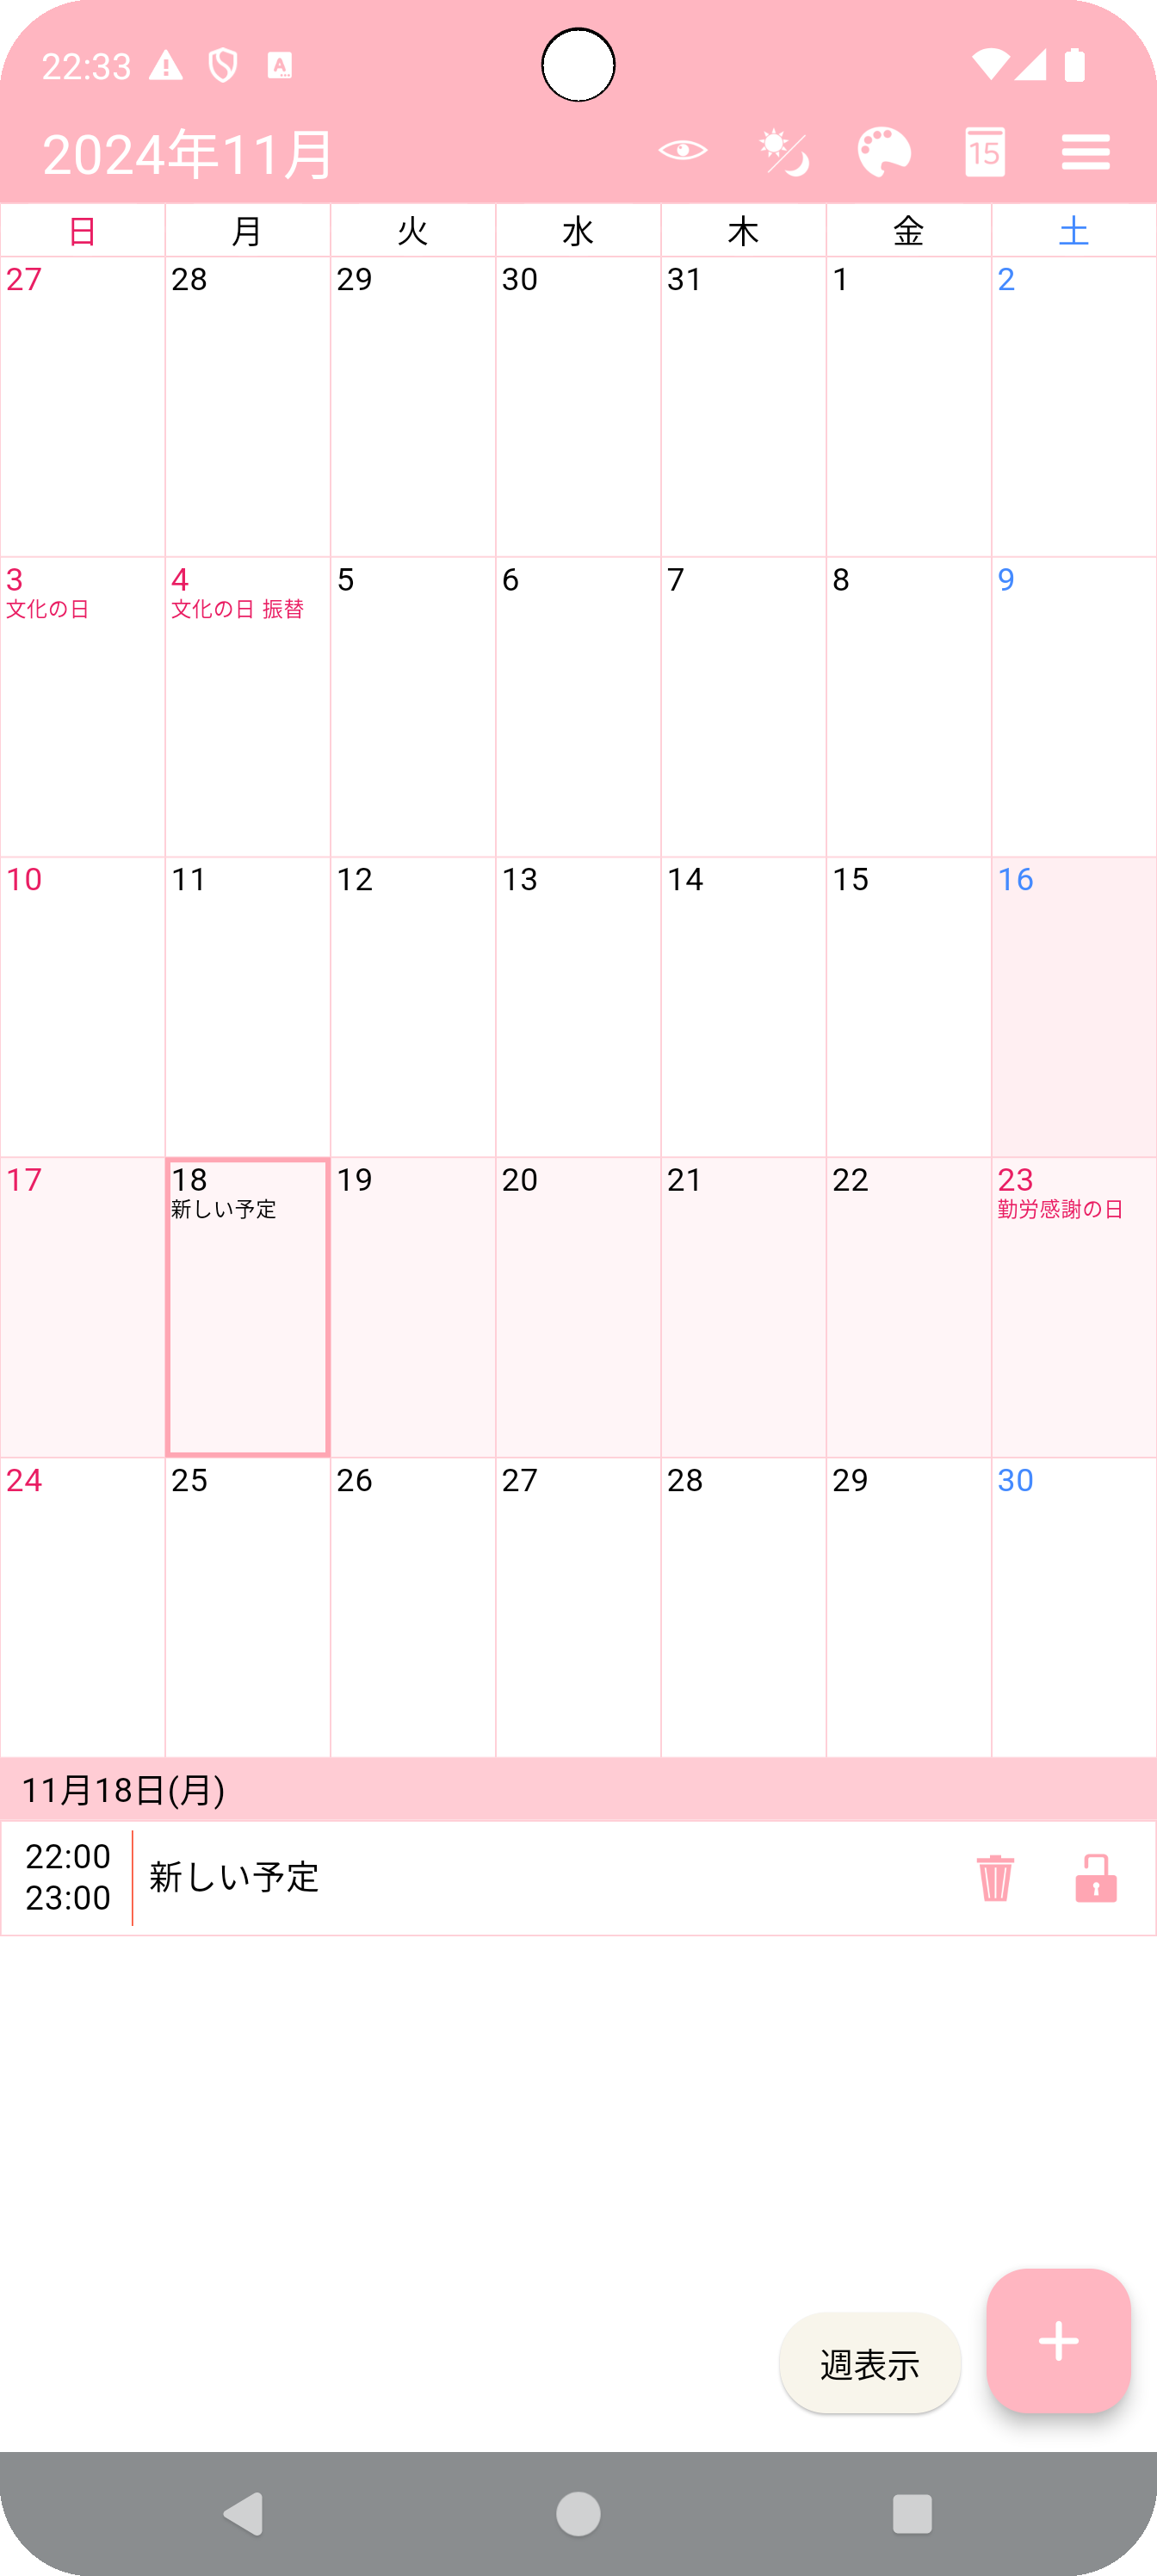 22:33
2024年11月
15
日 月 火 水 木 金 土
27 28 29 30 31 1 2
3 4 5 6 7 8 9
文化の日 文化の日 振替
10 11 12 13 14 15 16
17 18 19 20 21 22 23
新しい予定 勤労感謝の日
24 25 26 27 28 29 30
11月18日(月)
22:00
新しい予定
23:00
週表示